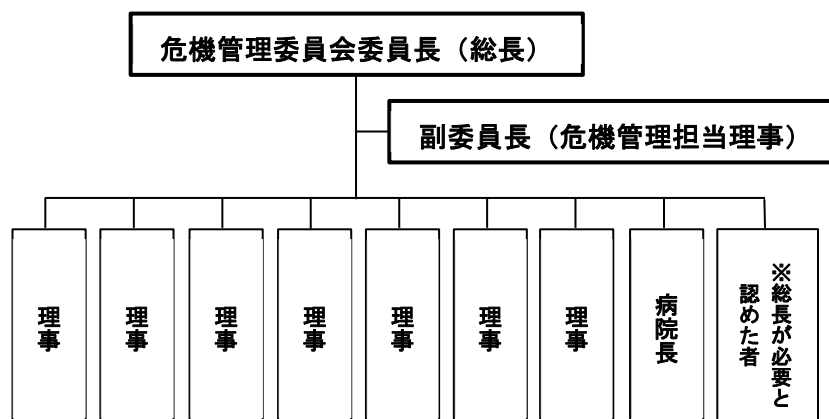 危機管理委員会委員長（総長）
副委員長（危機管理担当理事）
理事
理事
理事
理事
理事
理事
理事
病院長
※総長が必要と
認めた者